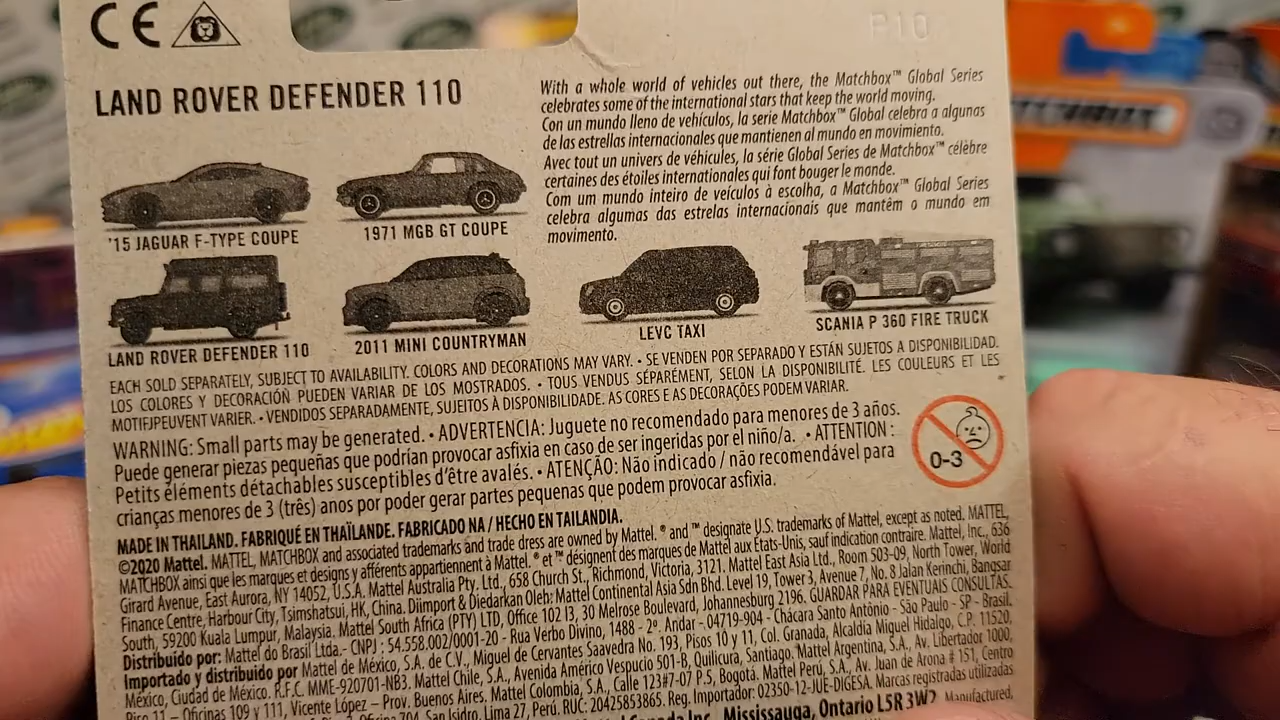 CE
P10
LAND ROVER DEFENDER 110
With a whole world of vehicles out there, the Matchbox™ Global Series
celebrates some of the international stars that keep the world moving.
Con un mundo lleno de vehículos, la serie Matchbox™ Global celebra a algunas
de las estrellas internacionales que mantienen al mundo en movimiento.
Avec tout un univers de véhicules, la série Global Series de Matchbox™ célèbre
certaines des étoiles internationales qui font bouger le monde.
Com um mundo inteiro de veículos à escolha, a Matchbox™ Global Series
celebra algumas das estrelas internacionais que mantêm o mundo em
movimento.
'15 JAGUAR F-TYPE COUPE
1971 MGB GT COUPE
LAND ROVER DEFENDER 110
2011 MINI COUNTRYMAN
LEVC TAXI
SCANIA P 360 FIRE TRUCK
EACH SOLD SEPARATELY, SUBJECT TO AVAILABILITY. COLORS AND DECORATIONS MAY VARY. • SE VENDEN POR SEPARADO Y ESTÁN SUJETOS A DISPONIBILIDAD.
LOS COLORES Y DECORACIÓN PUEDEN VARIAR DE LOS MOSTRADOS. • TOUS VENDUS SÉPARÉMENT, SELON LA DISPONIBILITÉ. LES COULEURS ET LES
MOTIFJPEUVENT VARIER. • VENDIDOS SEPARADAMENTE, SUJEITOS À DISPONIBILIDADE. AS CORES E AS DECORAÇÕES PODEM VARIAR.
WARNING: Small parts may be generated. • ADVERTENCIA: Juguete no recomendado para menores de 3 años.
Puede generar piezas pequeñas que podrían provocar asfixia en caso de ser ingeridas por el niño/a. • ATTENTION :
Petits éléments détachables susceptibles d'être avalés. • ATENÇÃO: Não indicado / não recomendável para
crianças menores de 3 (três) anos por poder gerar partes pequenas que podem provocar asfixia.
0-3
MADE IN THAILAND. FABRIQUÉ EN THAÏLANDE. FABRICADO NA / HECHO EN TAILANDIA.
©2020 Mattel. MATTEL, MATCHBOX and associated trademarks and trade dress are owned by Mattel. ® and ™ designate U.S. trademarks of Mattel, except as noted. MATTEL,
MATCHBOX ainsi que les marques et designs y afférents appartiennent à Mattel. ® et ™ désignent des marques de Mattel aux États-Unis, sauf indication contraire. Mattel, Inc., 636
Girard Avenue, East Aurora, NY 14052, U.S.A. Mattel Australia Pty. Ltd., 658 Church St., Richmond, Victoria, 3121. Mattel East Asia Ltd., Room 503-09, North Tower, World
Finance Centre, Harbour City, Tsimshatsui, HK, China. Diimport & Diedarkan Oleh: Mattel Continental Asia Sdn Bhd. Level 19, Tower 3, Avenue 7, No. 8 Jalan Kerinchi, Bangsar
South, 59200 Kuala Lumpur, Malaysia. Mattel South Africa (PTY) LTD, Office 102 I3, 30 Melrose Boulevard, Johannesburg 2196. GUARDAR PARA EVENTUAIS CONSULTAS.
Distribuído por: Mattel do Brasil Ltda.- CNPJ : 54.558.002/0001-20 - Rua Verbo Divino, 1488 - 2º. Andar - 04719-904 - Chácara Santo Antônio - São Paulo - SP - Brasil.
Importado y distribuido por Mattel de México, S.A. de C.V., Miguel de Cervantes Saavedra No. 193, Pisos 10 y 11, Col. Granada, Alcaldía Miguel Hidalgo, C.P. 11520,
México, Ciudad de México. R.F.C. MME-920701-NB3. Mattel Chile, S.A., Avenida Américo Vespucio 501-B, Quilicura, Santiago. Mattel Argentina, S.A., Av. Libertador 1000,
Piso 11 – Oficinas 109 y 111, Vicente López – Prov. Buenos Aires. Mattel Colombia, S.A., Calle 123#7-07 P.5, Bogotá. Mattel Perú, S.A., Av. Juan de Arona # 151, Centro
Oficina 704, San Isidro, Lima 27, Perú. RUC: 20425853865. Reg. Importador: 02350-12-JUE-DIGESA. Marcas registradas utilizadas
Canada Inc., Mississauga, Ontario L5R 3W2. Manufactured,